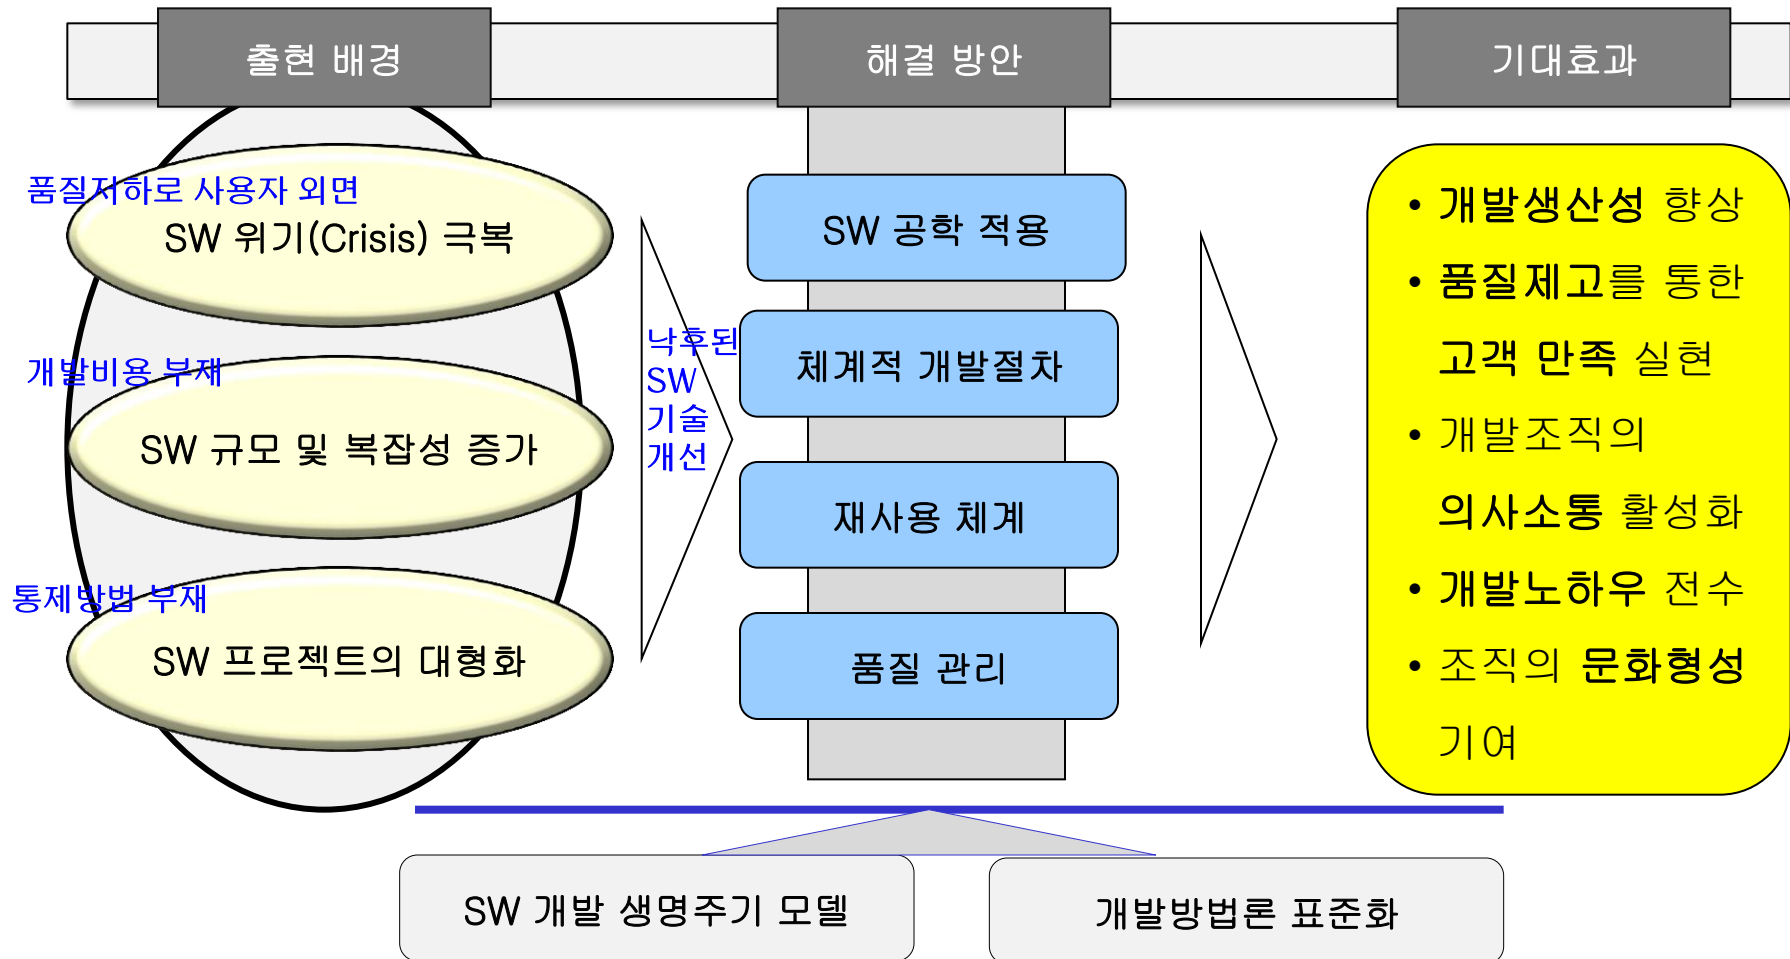 출현 배경
해결 방안
기대효과
품질저하로 사용자 외면
SW 위기(Crisis) 극복
개발비용 부재
SW 규모 및 복잡성 증가
통제방법 부재
SW 프로젝트의 대형화
낙후된
SW
기술
개선
SW 공학 적용
체계적 개발절차
재사용 체계
품질 관리
• 개발생산성 향상
• 품질제고를 통한
고객 만족 실현
• 개발조직의
의사소통 활성화
• 개발노하우 전수
• 조직의 문화형성
기여
SW 개발 생명주기 모델
개발방법론 표준화